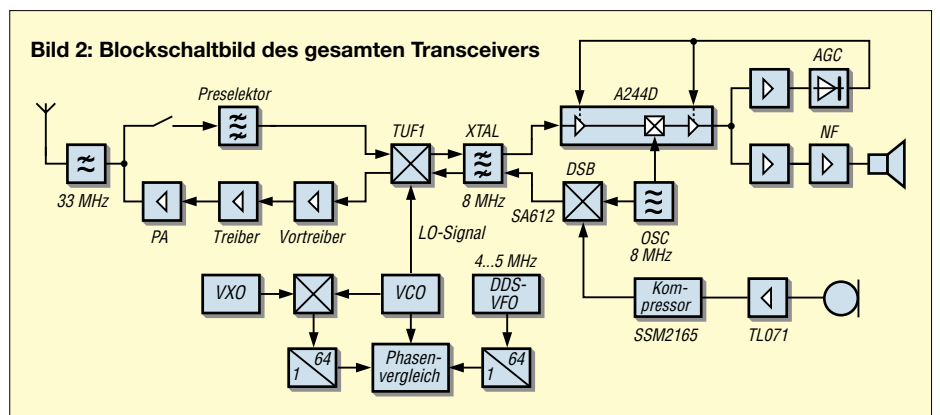 Bild 2: Blockschaltbild des gesamten Transceivers
AGC
A244D
Preselektor
TUF1
XTAL
NF
DSB
33 MHz
8 MHz
SA612
PA
Treiber
Vortreiber
LO-Signal
OSC
8 MHz
4...5 MHz
VXO
VCO
DDS-
VFO
Kom-
pressor
SSM2165
TL071
64
1
Phasen-
vergleich
64
1